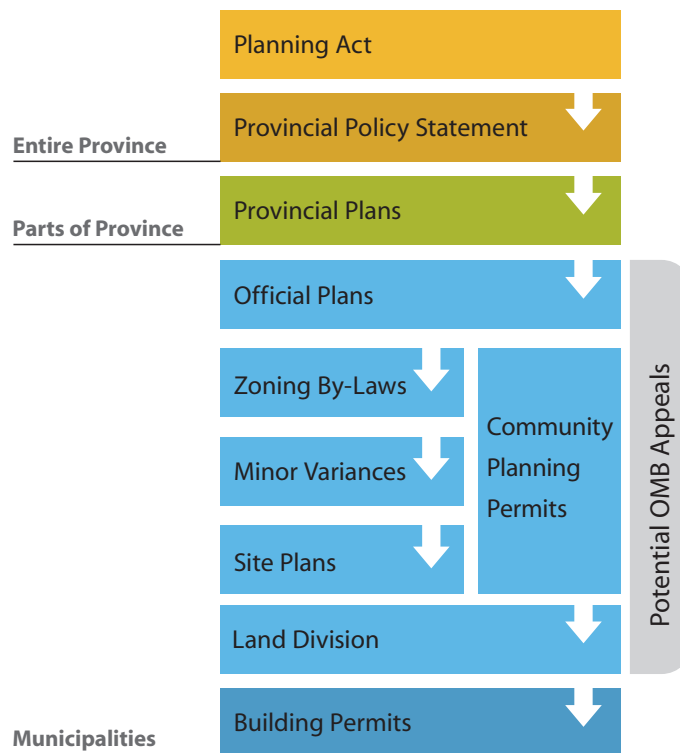 Planning Act
Provincial Policy Statement
Entire Province
Provincial Plans
Parts of Province
Official Plans
Zoning By-Laws
Minor Variances
Site Plans
Community
Planning
Permits
Land Division
Potential OMB Appeals
Building Permits
Municipalities